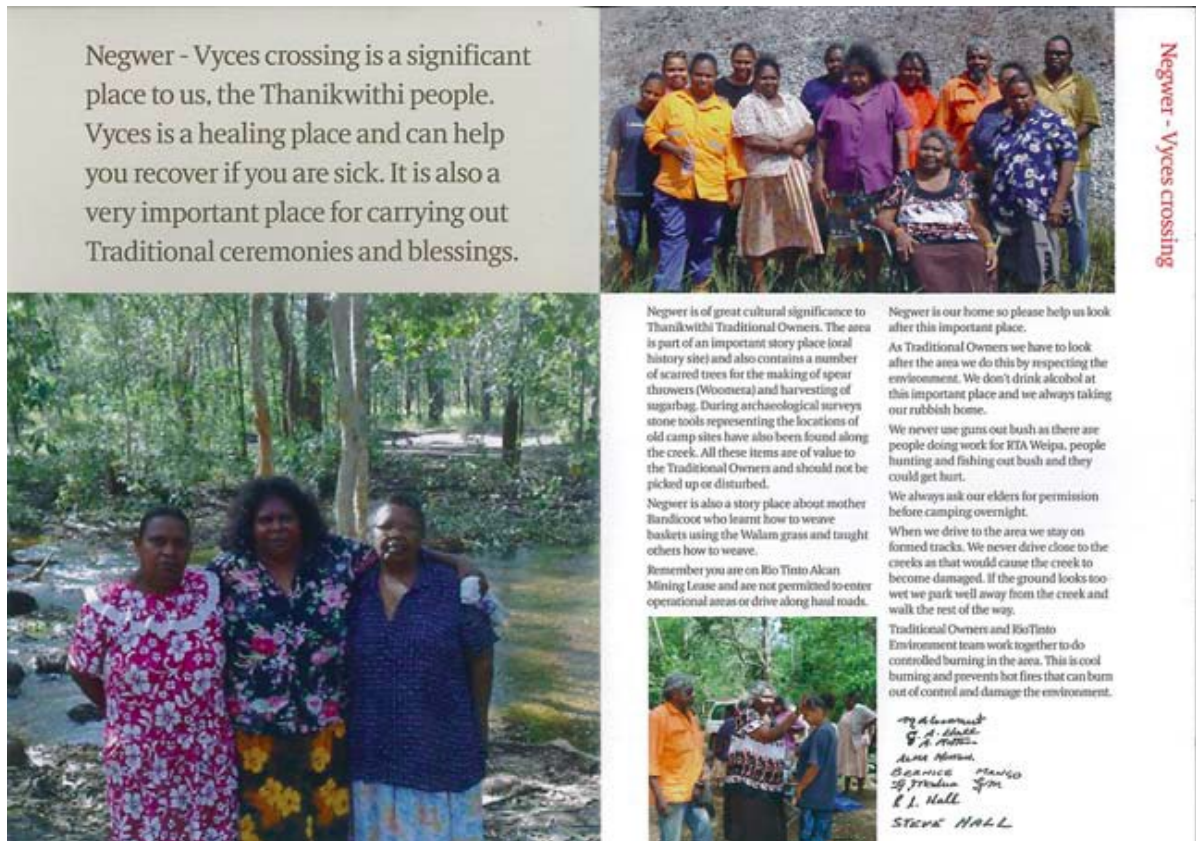 Negwer - Vyces crossing is a significant
place to us, the Thanikwithi people.
Vyces is a healing place and can help
you recover if you are sick. It is also a
very important place for carrying out
Traditional ceremonies and blessings.
Negwer - Vyces crossing
Negwer is of great cultural significance to
Thanikwithi Traditional Owners. The area
is part of an important story place (oral
history site) and also contains a number
of scarred trees for the making of spear
throwers (Woomera) and harvesting of
sugarbag. During archaeological surveys
stone tools representing the locations of
old camp sites have also been found along
the creek. All these items are of value to
the Traditional Owners and should not be
picked up or disturbed.
Negwer is also a story place about mother
Bandicoot who learnt how to weave
baskets using the Walam grass and taught
others how to weave.
Remember you are on Rio Tinto Alcan
Mining Lease and are not permitted to enter
operational areas or drive along haul roads.
Negwer is our home so please help us look
after this important place.
As Traditional Owners we have to look
after the area we do this by respecting the
environment. We don't drink alcohol at
this important place and we always taking
our rubbish home.
We never use guns out bush as there are
people doing work for RTA Weipa, people
hunting and fishing out bush and they
could get hurt.
We always ask our elders for permission
before camping overnight.
When we drive to the area we stay on
formed tracks. We never drive close to the
creeks as that would cause the creek to
become damaged. If the ground looks too
wet we park well away from the creek and
walk the rest of the way.
Traditional Owners and RioTinto
Environment team work together to do
controlled burning in the area. This is cool
burning and prevents hot fires that can burn
out of control and damage the environment.
G. A. Hall
BERNICE MANGO
Hall
STEVE HALL